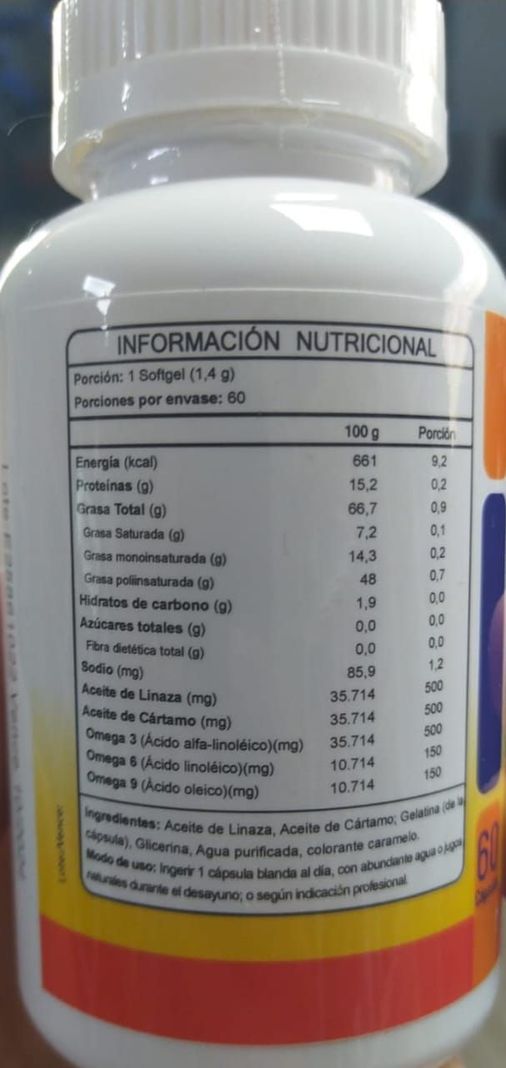 INFORMACIÓN NUTRICIONAL
Porción: 1 Softgel (1,4 g)
Porciones por envase: 60
100 g Porción
Energía (kcal) 661 9,2
Proteínas (g) 15,2 0,2
Grasa Total (g) 66,7 0,9
Grasa Saturada (g) 7,2 0,1
Grasa monoinsaturada (g) 14,3 0,2
Grasa poliinsaturada (g) 48 0,7
Hidratos de carbono (g) 1,9 0,0
Azúcares totales (g) 0,0 0,0
Fibra dietética total (g) 0,0 0,0
Sodio (mg) 85,9 1,2
Aceite de Linaza (mg) 35.714 500
Aceite de Cártamo (mg) 35.714 500
Omega 3 (Ácido alfa-linoléico)(mg) 35.714 500
Omega 6 (Ácido linoléico)(mg) 10.714 150
Omega 9 (Ácido oleico)(mg) 10.714 150
Ingredientes: Aceite de Linaza, Aceite de Cártamo; Gelatina (de la
cápsula), Glicerina, Agua purificada, colorante caramelo.
Modo de uso: Ingerir 1 cápsula blanda al día, con abundante agua o jugos
naturales durante el desayuno; o según indicación profesional.
Lote/Vence:
60